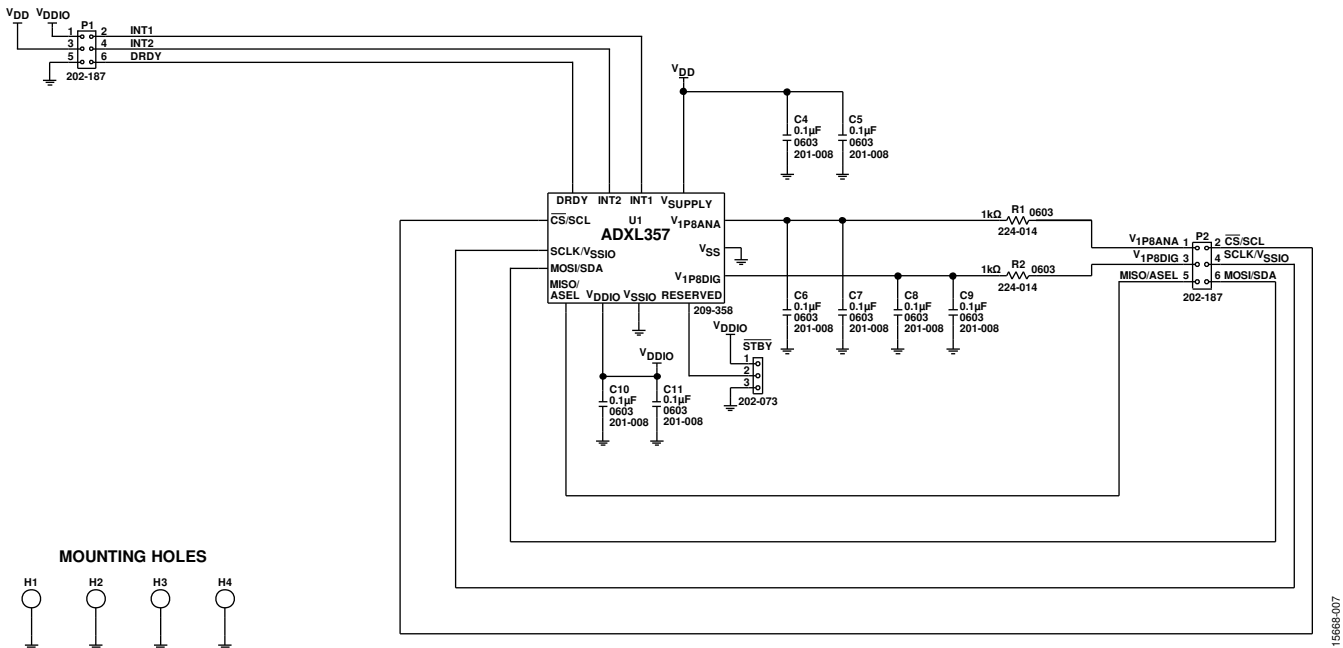 VDD VDDIO
P1
1 2 INT1
3 4 INT2
5 6 DRDY
202-187
VDD
C4
0.1µF
0603
201-008
C5
0.1µF
0603
201-008
DRDY INT2 INT1 VSUPPLY
CS/SCL
U1
ADXL357
V1P8ANA
SCLK/VSSIO
VSS
MOSI/SDA
V1P8DIG
MISO/
ASEL
VDDIO VSSIO RESERVED
209-358
1kΩ R1 0603
224-014
1kΩ R2 0603
224-014
P2
V1P8ANA 1 2 CS/SCL
V1P8DIG 3 4 SCLK/VSSIO
MISO/ASEL 5 6 MOSI/SDA
202-187
C6
0.1µF
0603
201-008
C7
0.1µF
0603
201-008
C8
0.1µF
0603
201-008
C9
0.1µF
0603
201-008
VDDIO
STBY
1
2
3
202-073
VDDIO
C10
0.1µF
0603
201-008
C11
0.1µF
0603
201-008
MOUNTING HOLES
H1 H2 H3 H4
15668-007